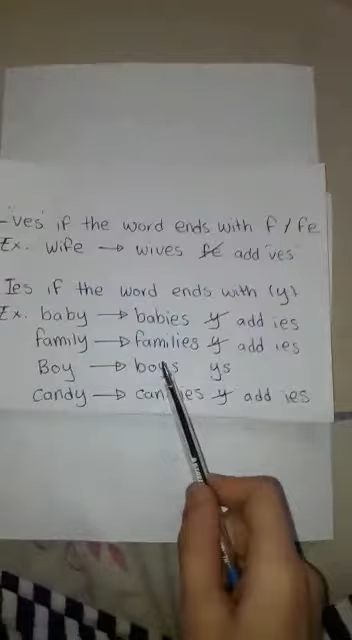 -'ves' if the word ends with f / fe
Ex. wife → wives fe add "ves"
Ies if the word ends with (y)
Ex. baby → babies y add ies
family → families y add ies
Boy → boys ys
Candy → candies y add ies